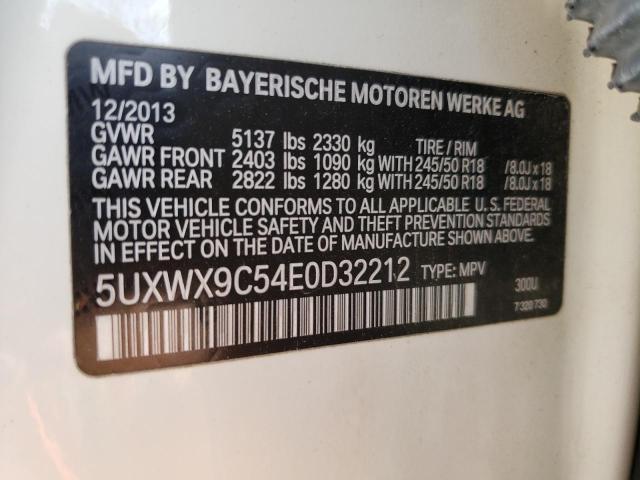 MFD BY BAYERISCHE MOTOREN WERKE AG
12/2013
GVWR 5137 lbs 2330 kg TIRE / RIM
GAWR FRONT 2403 lbs 1090 kg WITH 245/50 R18 /8.0J x 18
GAWR REAR 2822 lbs 1280 kg WITH 245/50 R18 /8.0J x 18
THIS VEHICLE CONFORMS TO ALL APPLICABLE U. S. FEDERAL
MOTOR VEHICLE SAFETY AND THEFT PREVENTION STANDARDS
IN EFFECT ON THE DATE OF MANUFACTURE SHOWN ABOVE.
5UXWX9C54E0D32212 TYPE: MPV
300U
7 320 730